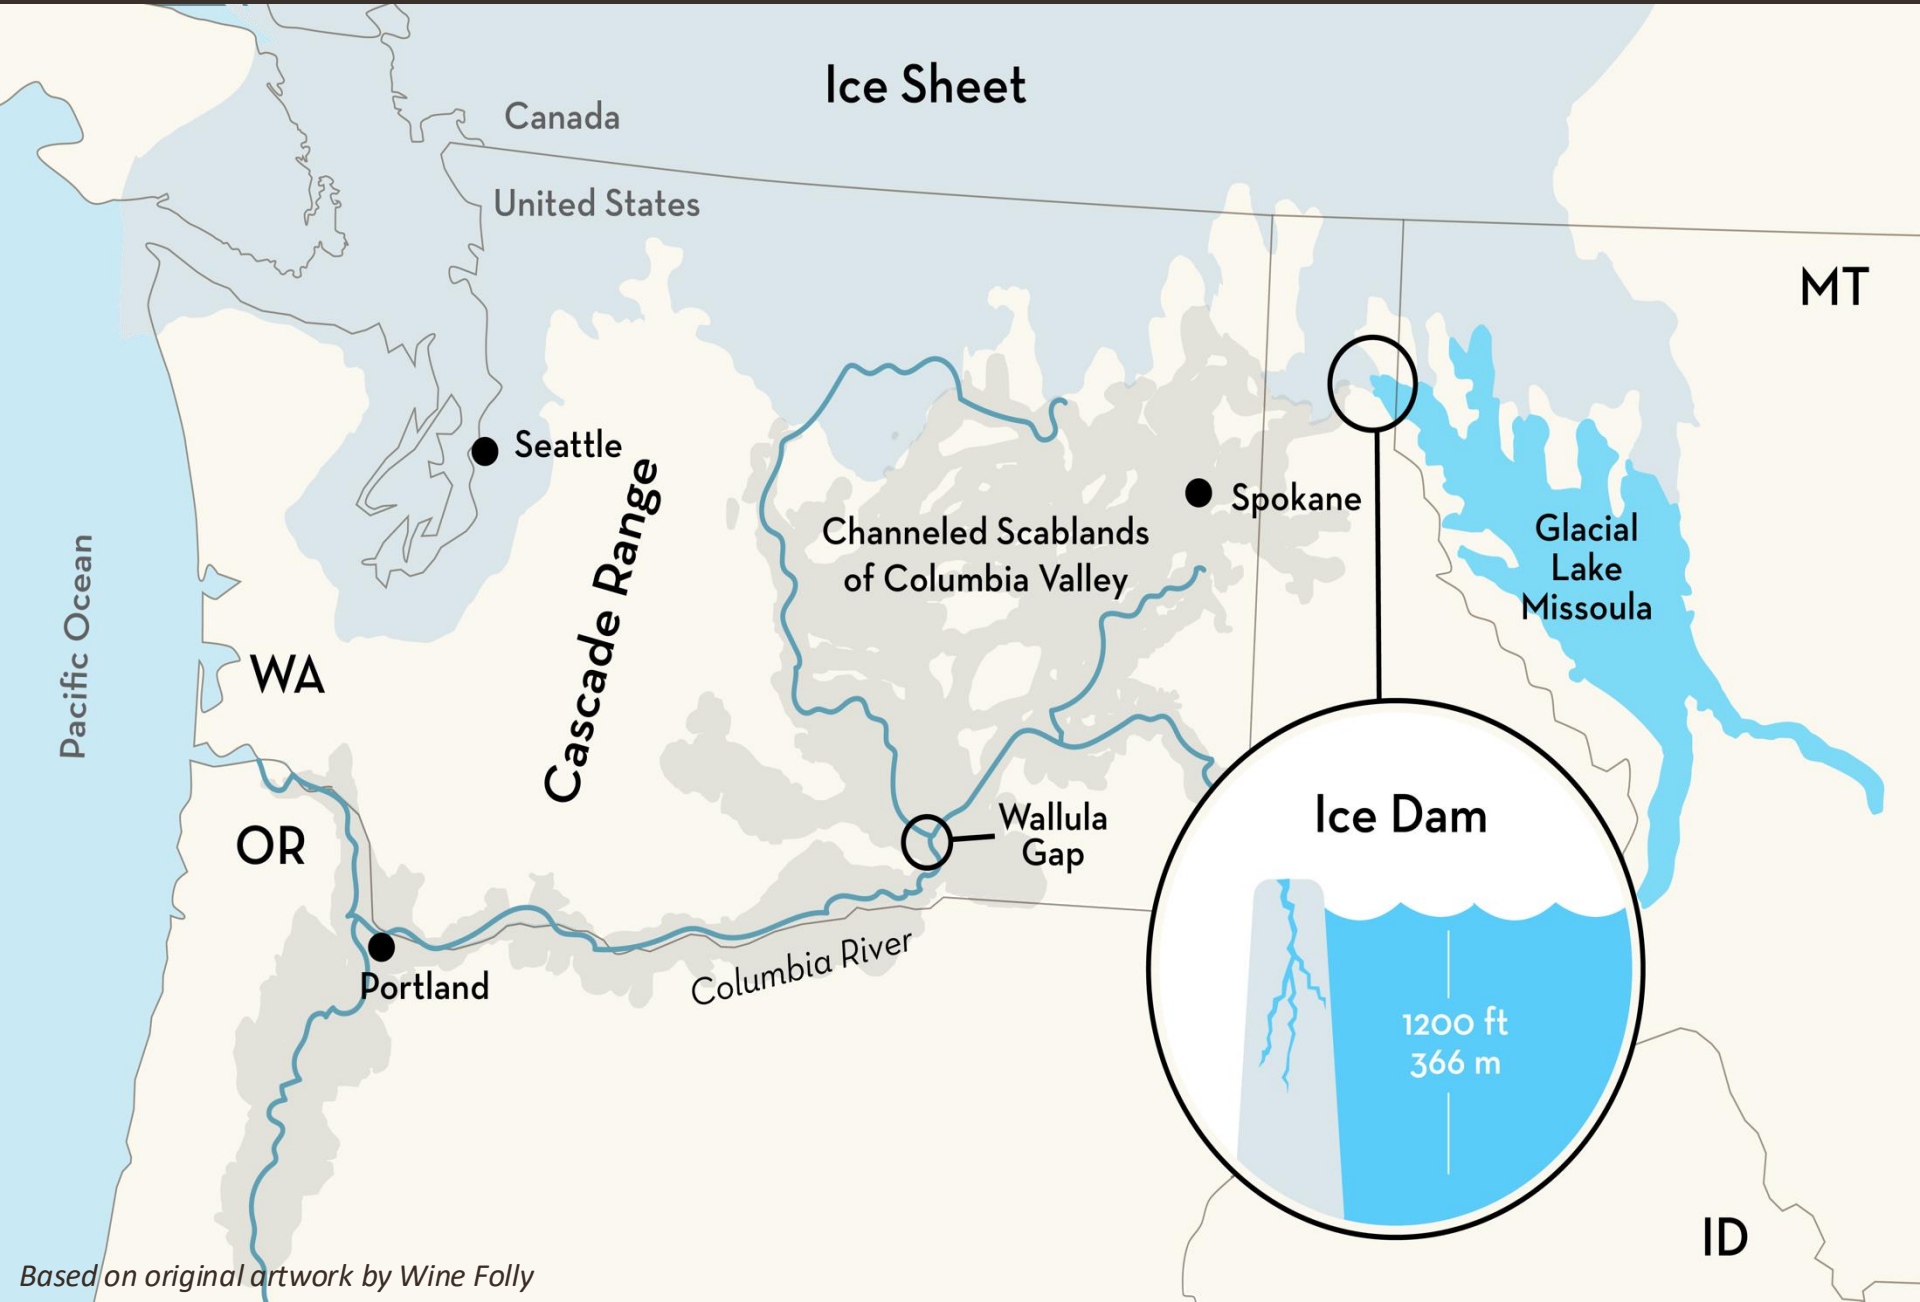 Ice Sheet
Canada
United States
MT
Seattle
Cascade Range
Spokane
Channeled Scablands
of Columbia Valley
Glacial
Lake
Missoula
Pacific Ocean
WA
OR
Wallula
Gap
Ice Dam
Portland
Columbia River
1200 ft
366 m
ID
Based on original artwork by Wine Folly